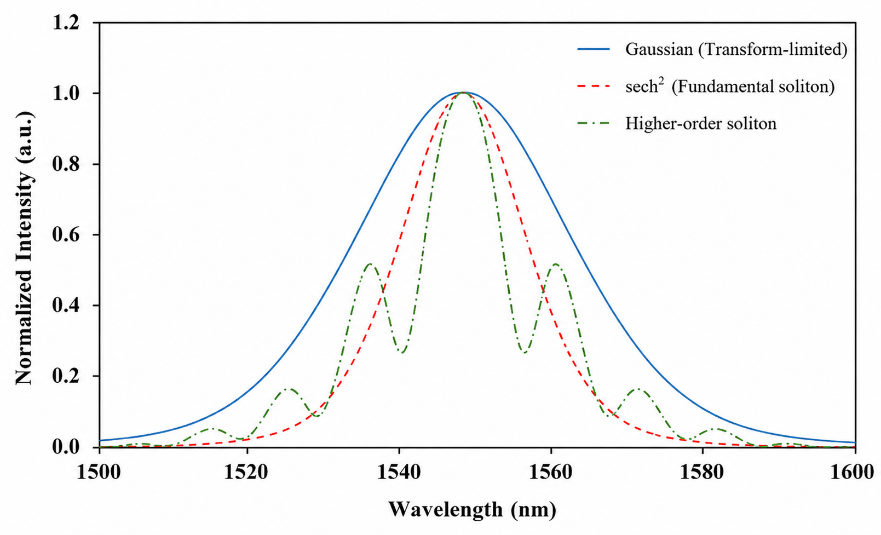 1.2
1.0
0.8
0.6
0.4
0.2
0.0
Normalized Intensity (a.u.)
Gaussian (Transform-limited)
sech² (Fundamental soliton)
Higher-order soliton
1500 1520 1540 1560 1580 1600
Wavelength (nm)